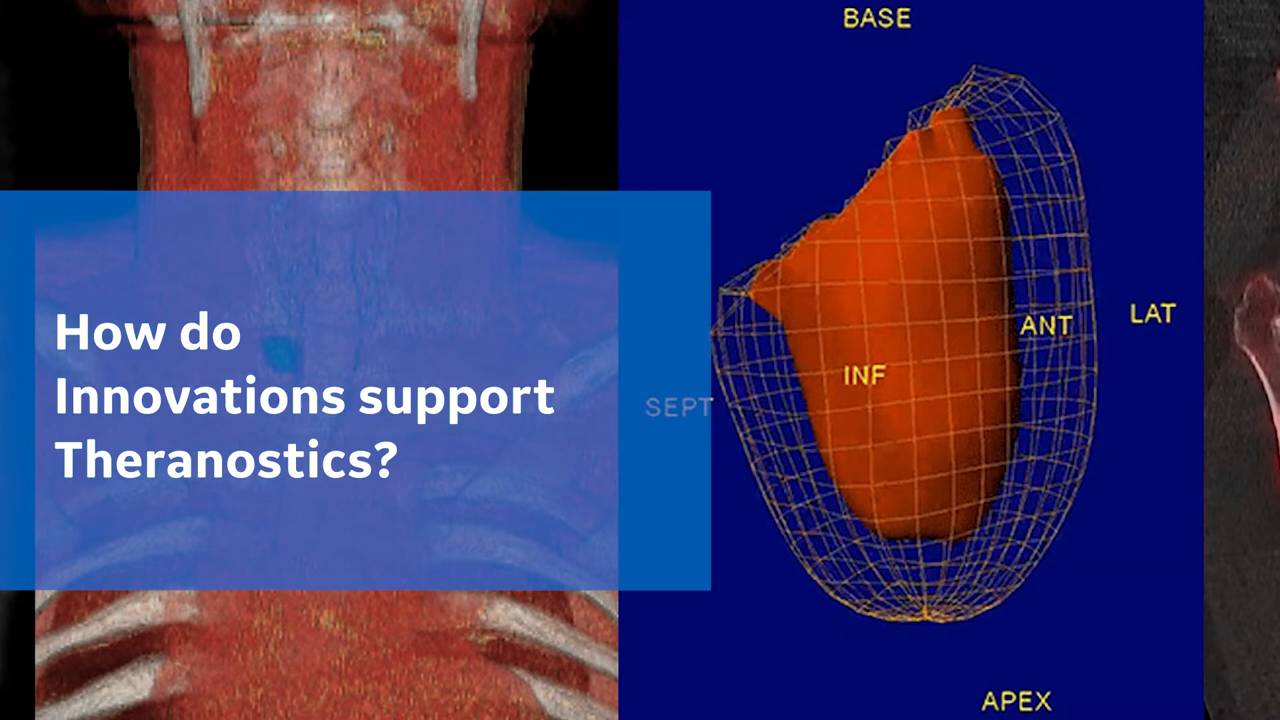 How do
Innovations support
Theranostics?
BASE
ANT
LAT
INF
SEPT
APEX